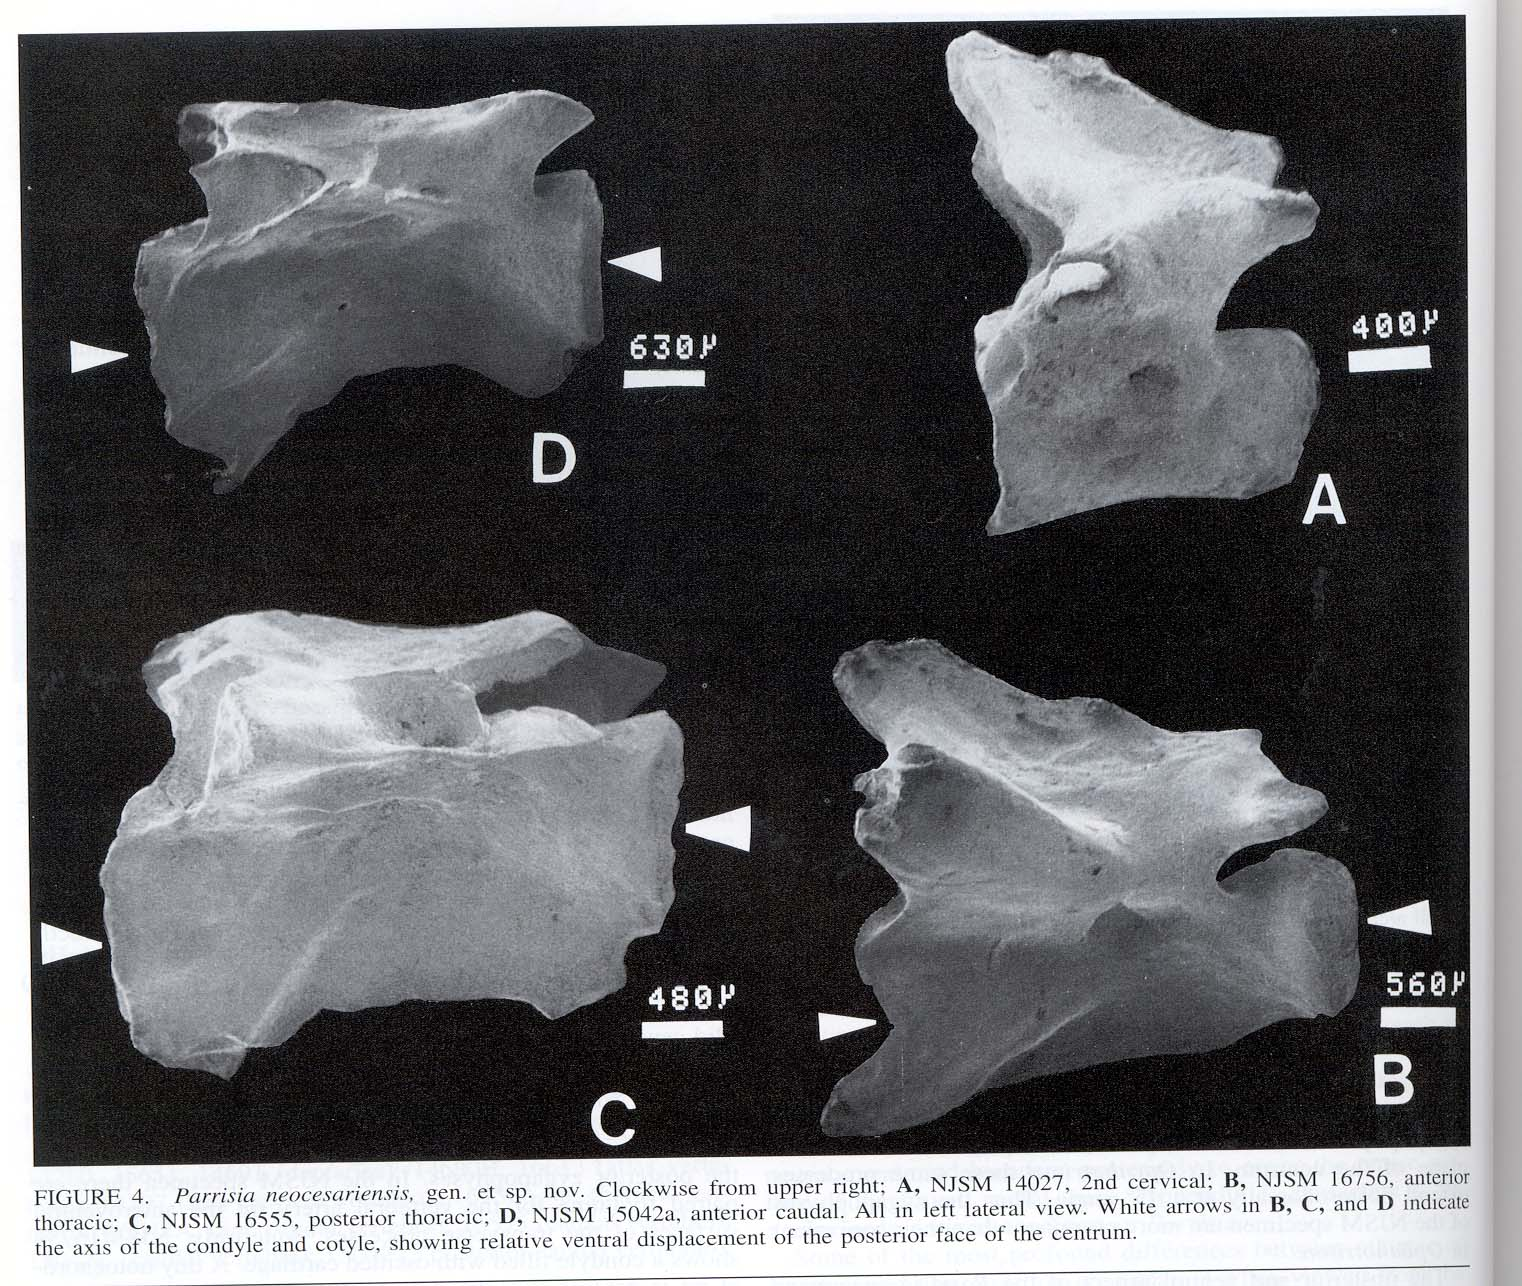 630µ
D
400µ
A
480µ
C
560µ
B
FIGURE 4. Parrisia neocesariensis, gen. et sp. nov. Clockwise from upper right; A, NJSM 14027, 2nd cervical; B, NJSM 16756, anterior
thoracic; C, NJSM 16555, posterior thoracic; D, NJSM 15042a, anterior caudal. All in left lateral view. White arrows in B, C, and D indicate
the axis of the condyle and cotyle, showing relative ventral displacement of the posterior face of the centrum.